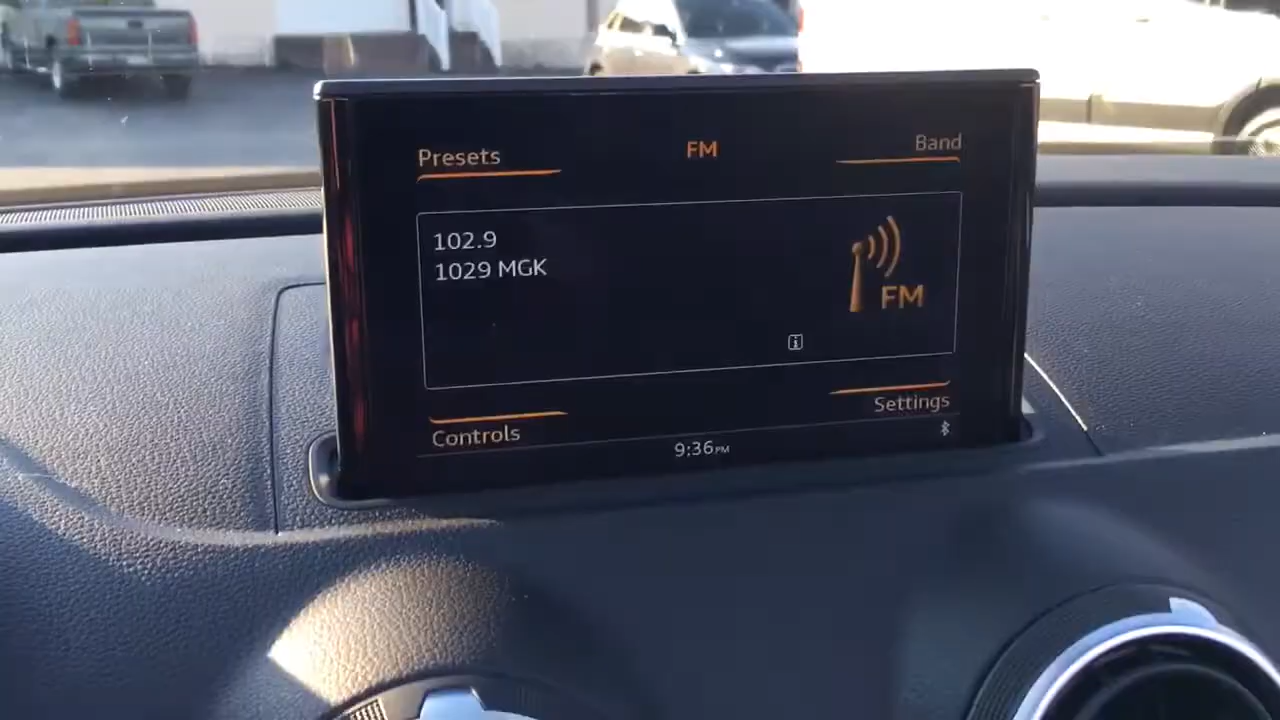 Presets
FM
Band
102.9
1029 MGK
FM
i
Controls
Settings
9:36PM